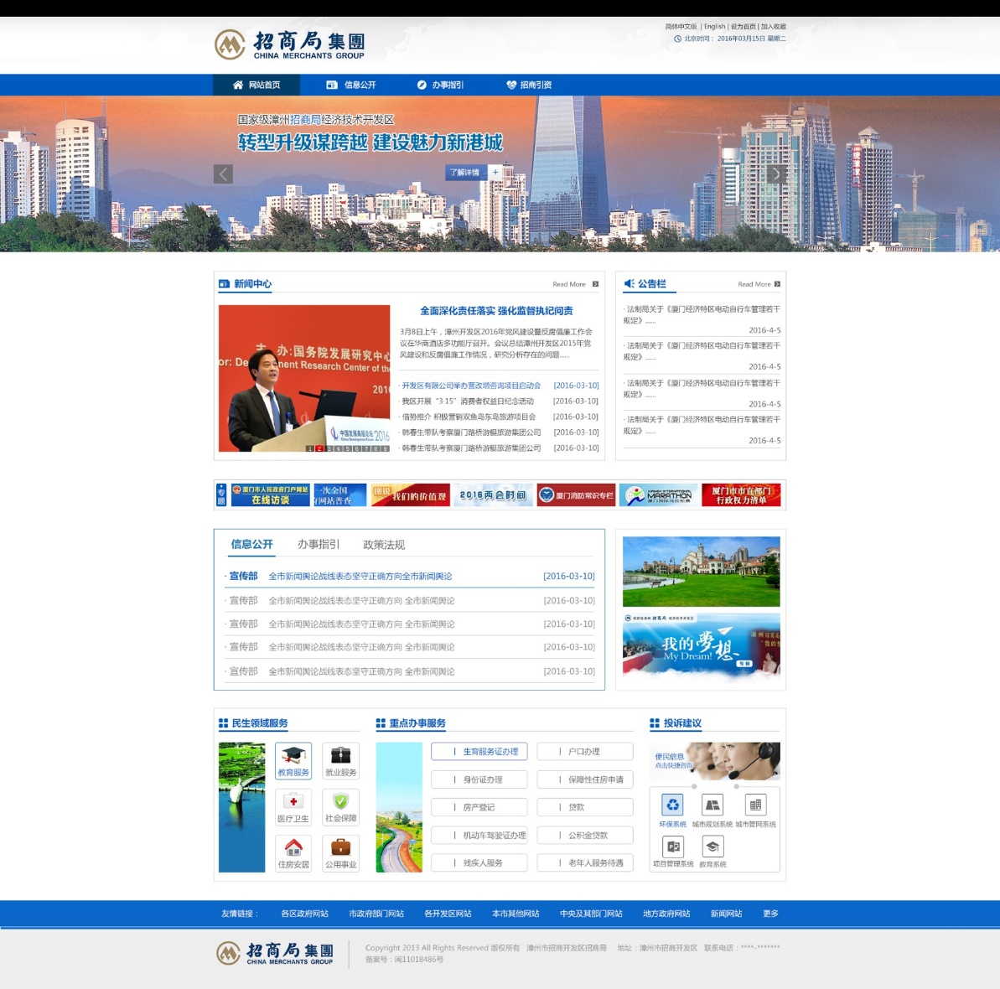 招商局集團
CHINA MERCHANTS GROUP
简体中文版 | English | 设为首页 | 加入收藏
北京时间： 2016年03月15日 星期二
网站首页 信息公开 办事指引 招商引资
国家级漳州招商局经济技术开发区
转型升级谋跨越 建设魅力新港城
了解详情 +
新闻中心 Read More
主 办：国务院发展研究中心
or: De nment Research Center of the
2016
中国发展高层论坛 2016
China Development Forum
1 2 3 4 5 6 7 8 9
全面深化责任落实 强化监督执纪问责
3月8日上午，漳州开发区2016年党风建设暨反腐倡廉工作会
议在华商酒店多功能厅召开。会议总结漳州开发区2015年党
风建设和反腐倡廉工作情况，研究分析存在的问题......
· 开发区有限公司举办营改增咨询项目启动会 [2016-03-10]
· 我区开展“3·15”消费者权益日纪念活动 [2016-03-10]
· 借势推介 积极营销双鱼岛东岛旅游项目会 [2016-03-10]
· 韩春生带队考察厦门路桥游艇旅游集团公司 [2016-03-10]
· 韩春生带队考察厦门路桥游艇旅游集团公司 [2016-03-10]
公告栏 Read More
· 法制局关于《厦门经济特区电动自行车管理若干
规定》......
2016-4-5
· 法制局关于《厦门经济特区电动自行车管理若干
规定》......
2016-4-5
· 法制局关于《厦门经济特区电动自行车管理若干
规定》......
2016-4-5
· 法制局关于《厦门经济特区电动自行车管理若干
规定》......
2016-4-5
专题
厦门市人民政府门户网站
在线访谈
一次全国
府网站普查
图说 我们的价值观
2016两会时间
厦门消防常识专栏
XIAMEN INTERNATIONAL
MARATHON
厦门国际马拉松赛
厦门市市直部门
行政权力清单
信息公开 办事指引 政策法规
· 宣传部 全市新闻舆论战线表态坚守正确方向全市新闻舆论 [2016-03-10]
· 宣传部 全市新闻舆论战线表态坚守正确方向 全市新闻舆论 [2016-03-10]
· 宣传部 全市新闻舆论战线表态坚守正确方向 全市新闻舆论 [2016-03-10]
· 宣传部 全市新闻舆论战线表态坚守正确方向 全市新闻舆论 [2016-03-10]
· 宣传部 全市新闻舆论战线表态坚守正确方向 全市新闻舆论 [2016-03-10]
国家级漳州 招商局 经济技术开发区
我的夢想
My Dream!
专辑
民生领域服务
教育服务 就业服务
医疗卫生 社会保障
住房安居 公用事业
重点办事服务
| 生育服务证办理 | 户口办理
| 身份证办理 | 保障性住房申请
| 房产登记 | 贷款
| 机动车驾驶证办理 | 公积金贷款
| 残疾人服务 | 老年人服务待遇
投诉建议
便民信息
点击快捷咨询
环保系统 城市规划系统 城市管网系统
项目管理系统 教育系统
友情链接： 各区政府网站 市政府部门网站 各开发区网站 本市其他网站 中央及其部门网站 地方政府网站 新闻网站 更多
招商局集團
CHINA MERCHANTS GROUP
Copyright 2013 All Rights Reserved 版权所有 漳州市招商开发区招商局 地址：漳州市招商开发区 联系电话：****-*******
备案号：闽11018486号